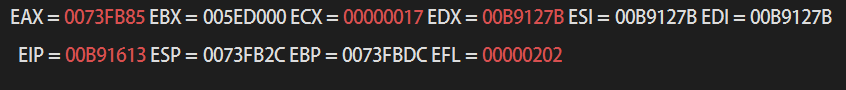 EAX = 0073FB85 EBX = 005ED000 ECX = 00000017 EDX = 00B9127B ESI = 00B9127B EDI = 00B9127B
EIP = 00B91613 ESP = 0073FB2C EBP = 0073FBDC EFL = 00000202